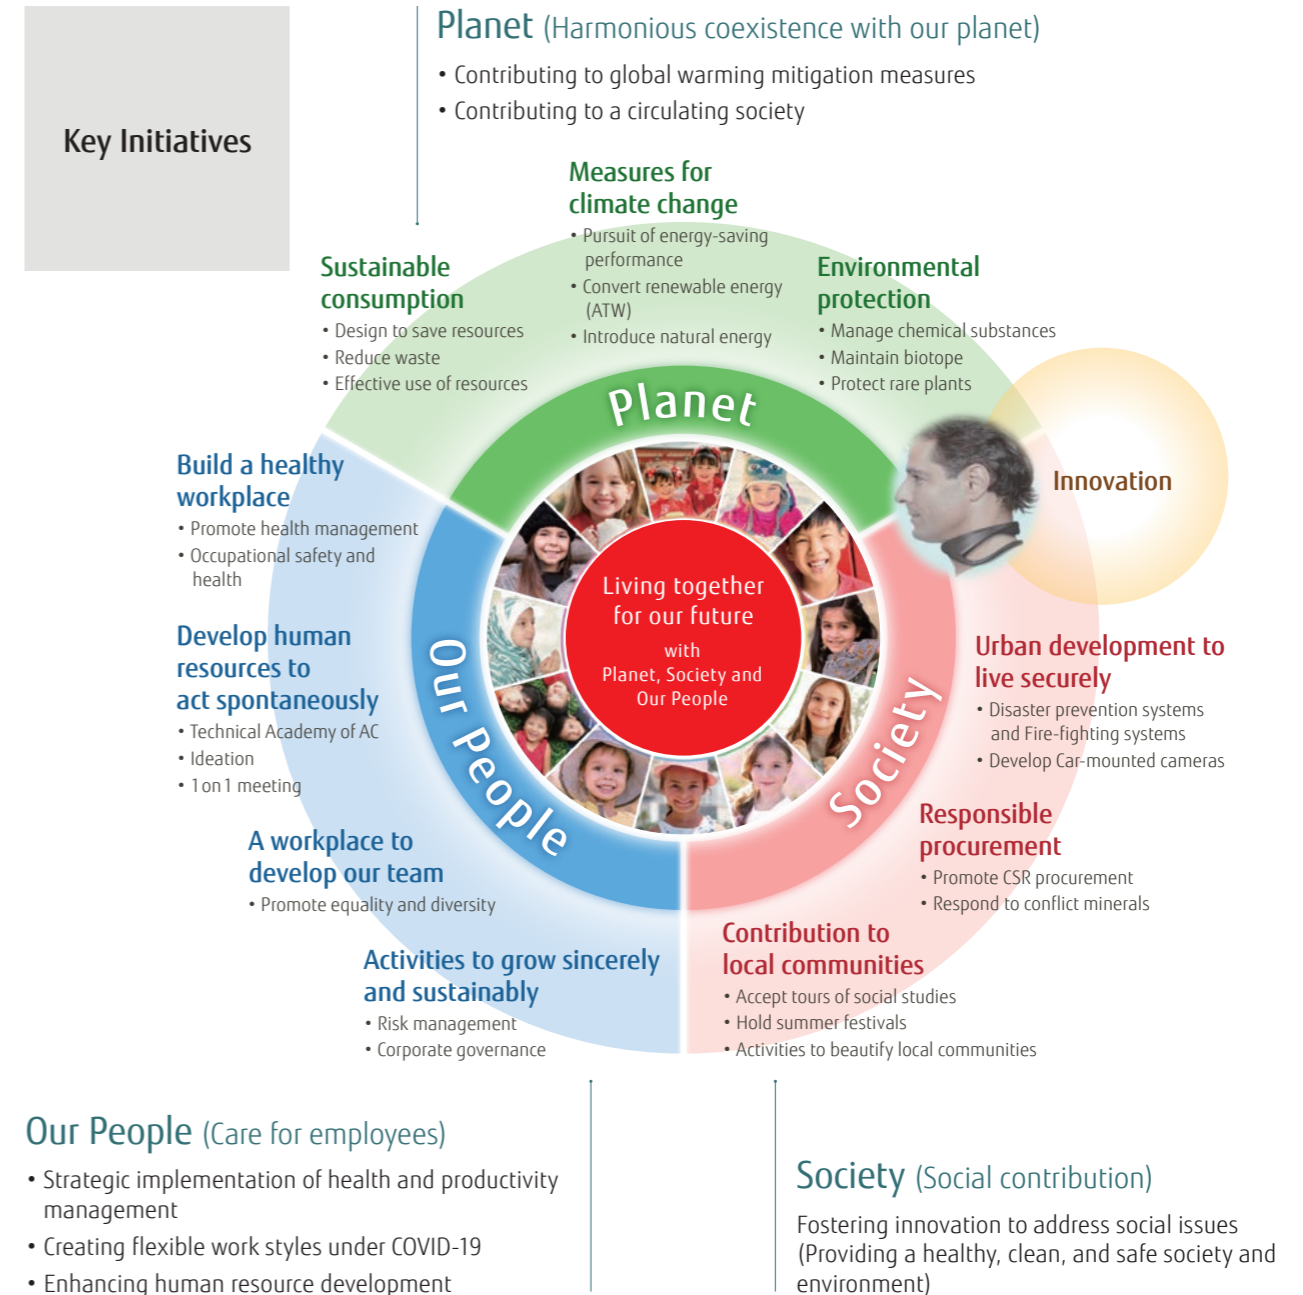 Key Initiatives
Planet (Harmonious coexistence with our planet)
• Contributing to global warming mitigation measures
• Contributing to a circulating society
Measures for
climate change
• Pursuit of energy-saving
performance
• Convert renewable energy
(ATW)
• Introduce natural energy
Sustainable
consumption
• Design to save resources
• Reduce waste
• Effective use of resources
Environmental
protection
• Manage chemical substances
• Maintain biotope
• Protect rare plants
Planet
Innovation
Build a healthy
workplace
• Promote health management
• Occupational safety and
health
Living together
for our future
with
Planet, Society and
Our People
Develop human
resources to
act spontaneously
• Technical Academy of AC
• Ideation
• 1on1 meeting
Our People
Society
Urban development to
live securely
• Disaster prevention systems
and Fire-fighting systems
• Develop Car-mounted cameras
Responsible
procurement
• Promote CSR procurement
• Respond to conflict minerals
A workplace to
develop our team
• Promote equality and diversity
Activities to grow sincerely
and sustainably
• Risk management
• Corporate governance
Contribution to
local communities
• Accept tours of social studies
• Hold summer festivals
• Activities to beautify local communities
Our People (Care for employees)
• Strategic implementation of health and productivity
management
• Creating flexible work styles under COVID-19
• Enhancing human resource development
Society (Social contribution)
Fostering innovation to address social issues
(Providing a healthy, clean, and safe society and
environment)